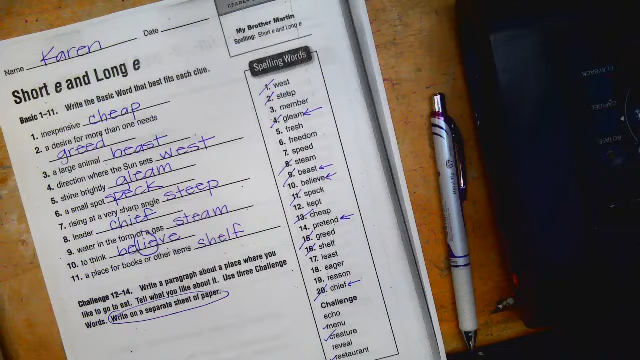 My Brother Martin
Spelling: Short e and Long e
Name Karen Date
Short e and Long e
Basic 1–11. Write the Basic Word that best fits each clue.
1. inexpensive cheap
2. a desire for more than one needs
greed
3. a large animal beast
4. direction where the Sun sets west
5. shine brightly gleam
6. a small spot speck
7. rising at a very sharp angle steep
8. leader chief
9. water in the form of a gas steam
10. to think believe
11. a place for books or other items shelf
Challenge 12–14. Write a paragraph about a place where you
like to go to eat. Tell what you like about it. Use three Challenge
Words. Write on a separate sheet of paper.
Spelling Words
1. west
2. steep
3. member
4. gleam
5. fresh
6. freedom
7. speed
8. steam
9. beast
10. believe
11. speck
12. kept
13. cheap
14. pretend
15. greed
16. shelf
17. least
18. eager
19. reason
20. chief
Challenge
echo
menu
creature
reveal
restaurant
PLAYBACK